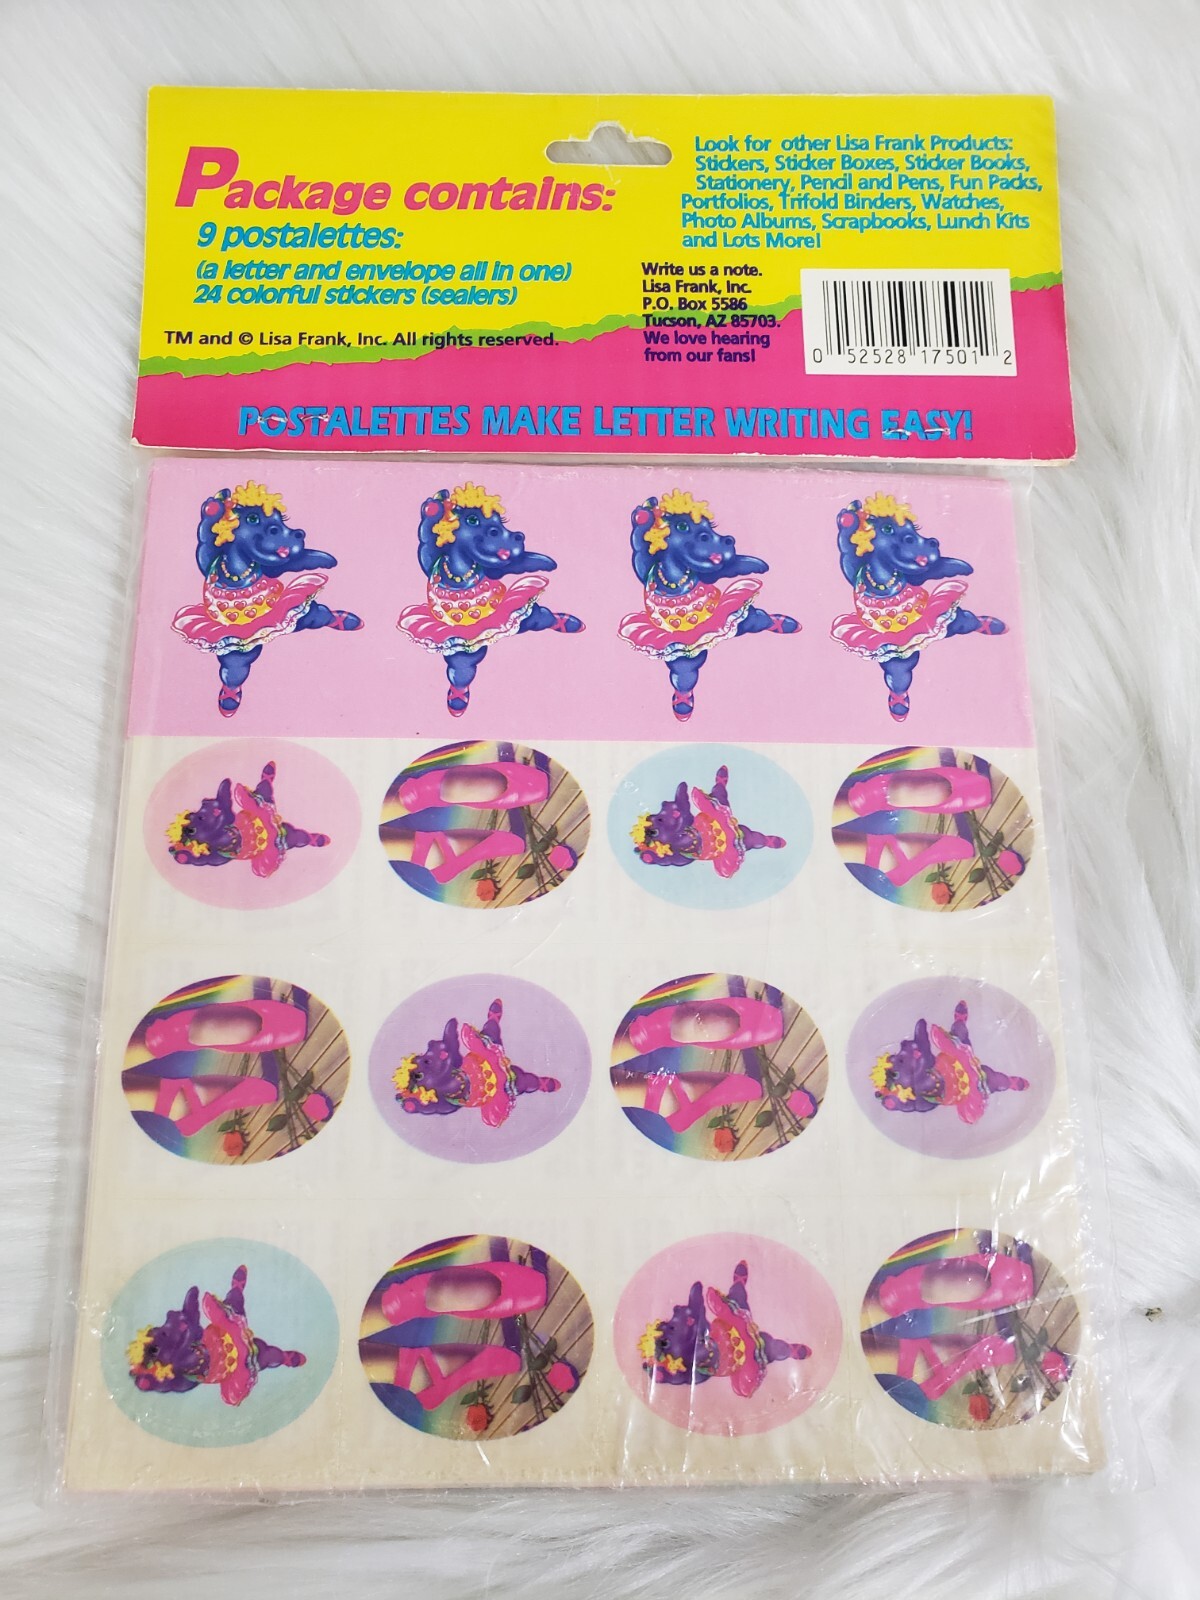 Package contains:
9 postalettes:
(a letter and envelope all in one)
24 colorful stickers (sealers)
TM and © Lisa Frank, Inc. All rights reserved.
Look for other Lisa Frank Products:
Stickers, Sticker Boxes, Sticker Books,
Stationery, Pencil and Pens, Fun Packs,
Portfolios, Trifold Binders, Watches,
Photo Albums, Scrapbooks, Lunch Kits
and Lots More!
Write us a note.
Lisa Frank, Inc.
P.O. Box 5586
Tucson, AZ 85703.
We love hearing
from our fans!
0 52528 17501 2
POSTALETTES MAKE LETTER WRITING EASY!